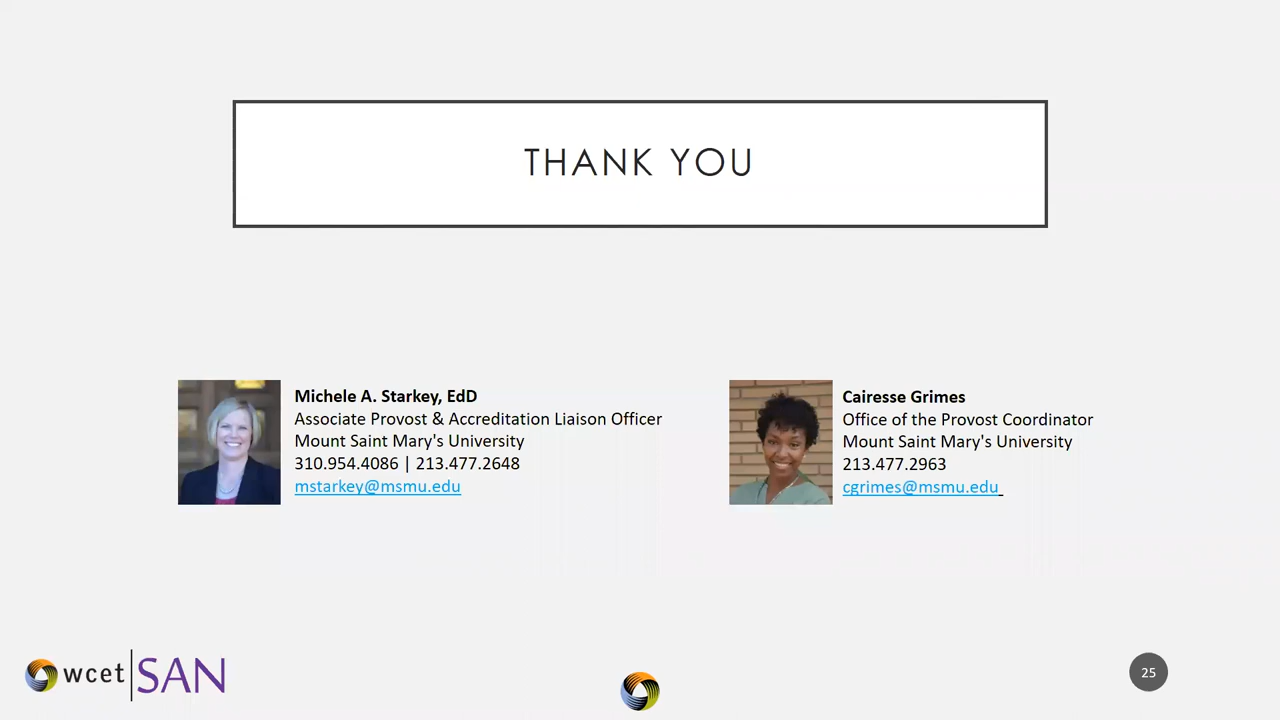 THANK YOU
Michele A. Starkey, EdD
Associate Provost & Accreditation Liaison Officer
Mount Saint Mary's University
310.954.4086 | 213.477.2648
mstarkey@msmu.edu
Cairesse Grimes
Office of the Provost Coordinator
Mount Saint Mary's University
213.477.2963
cgrimes@msmu.edu
wcet|SAN
25